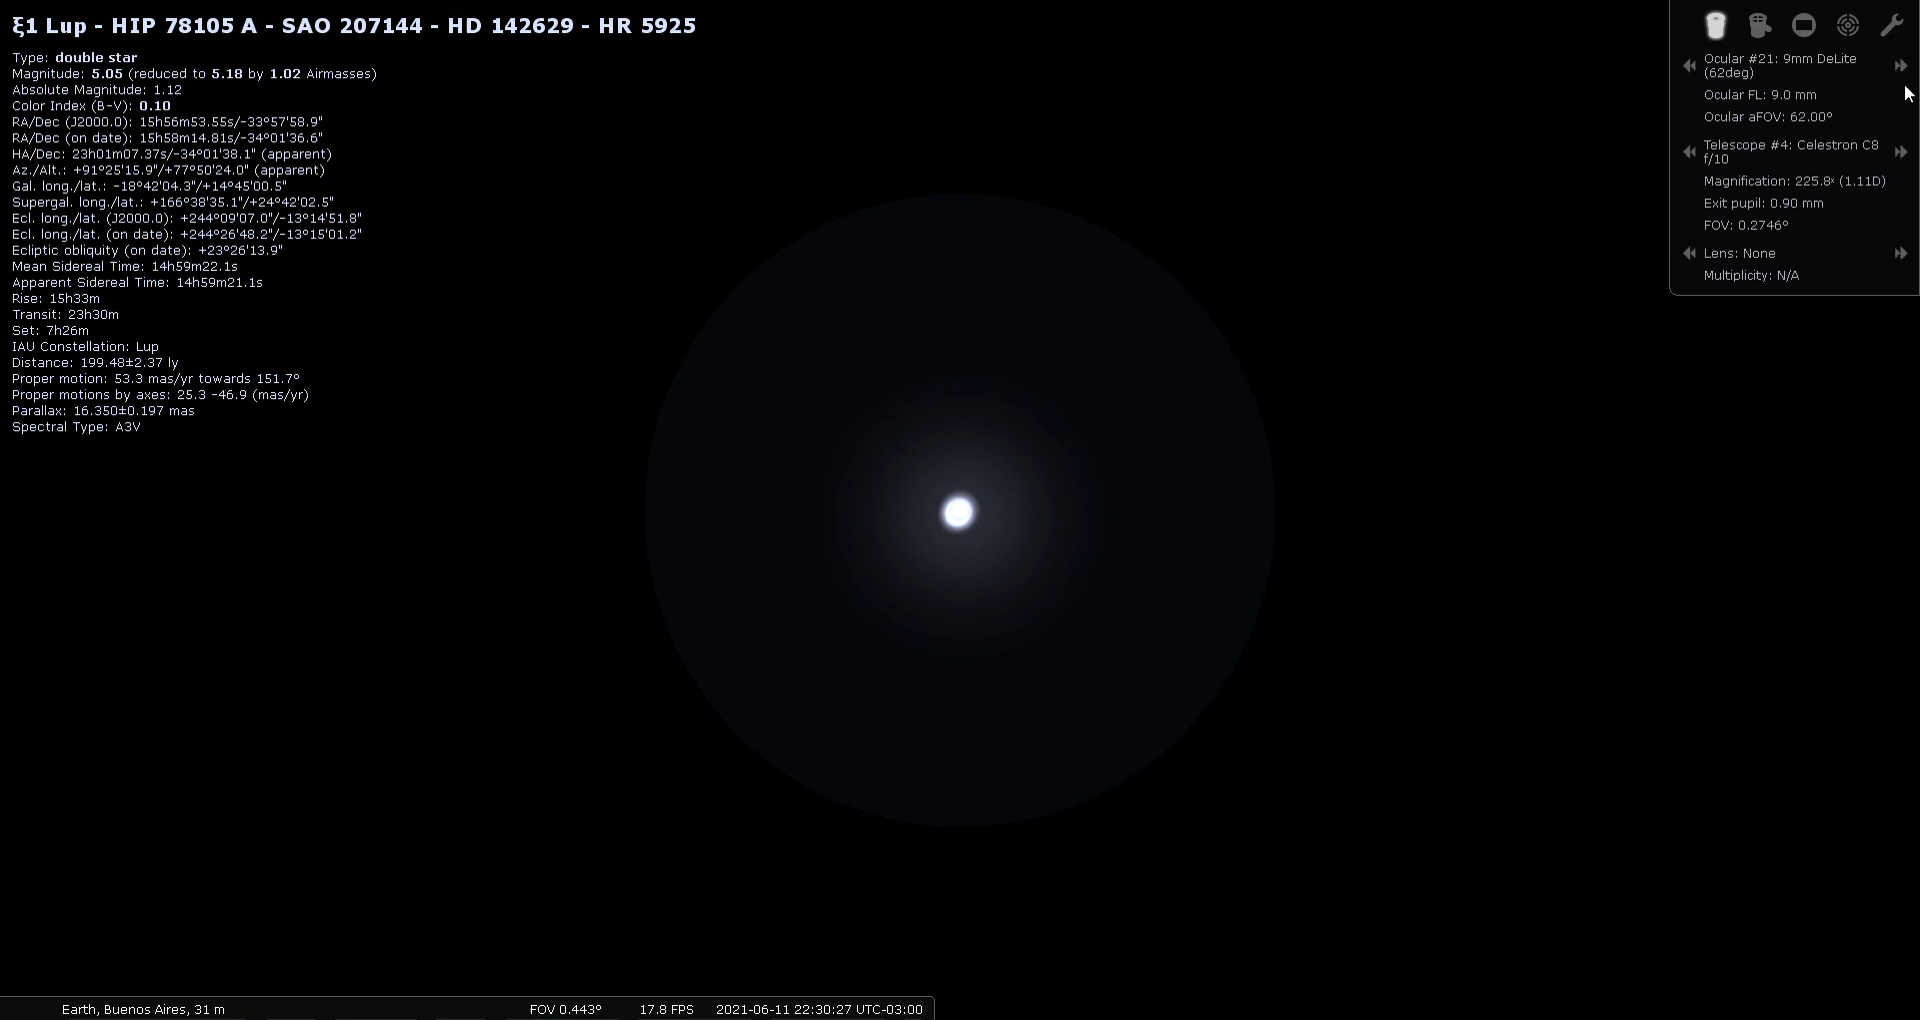 ξ1 Lup - HIP 78105 A - SAO 207144 - HD 142629 - HR 5925
Type: double star
Magnitude: 5.05 (reduced to 5.18 by 1.02 Airmasses)
Absolute Magnitude: 1.12
Color Index (B-V): 0.10
RA/Dec (J2000.0): 15h56m53.55s/-33°57'58.9"
RA/Dec (on date): 15h58m14.81s/-34°01'36.6"
HA/Dec: 23h01m07.37s/-34°01'38.1" (apparent)
Az./Alt.: +91°25'15.9"/+77°50'24.0" (apparent)
Gal. long./lat.: -18°42'04.3"/+14°45'00.5"
Supergal. long./lat.: +166°38'35.1"/+24°42'02.5"
Ecl. long./lat. (J2000.0): +244°09'07.0"/-13°14'51.8"
Ecl. long./lat. (on date): +244°26'48.2"/-13°15'01.2"
Ecliptic obliquity (on date): +23°26'13.9"
Mean Sidereal Time: 14h59m22.1s
Apparent Sidereal Time: 14h59m21.1s
Rise: 15h33m
Transit: 23h30m
Set: 7h26m
IAU Constellation: Lup
Distance: 199.48±2.37 ly
Proper motion: 53.3 mas/yr towards 151.7°
Proper motions by axes: 25.3 -46.9 (mas/yr)
Parallax: 16.350±0.197 mas
Spectral Type: A3V
Ocular #21: 9mm DeLite
(62deg)
Ocular FL: 9.0 mm
Ocular aFOV: 62.00°
Telescope #4: Celestron C8
f/10
Magnification: 225.8× (1.11D)
Exit pupil: 0.90 mm
FOV: 0.2746°
Lens: None
Multiplicity: N/A
Earth, Buenos Aires, 31 m FOV 0.443° 17.8 FPS 2021-06-11 22:30:27 UTC-03:00